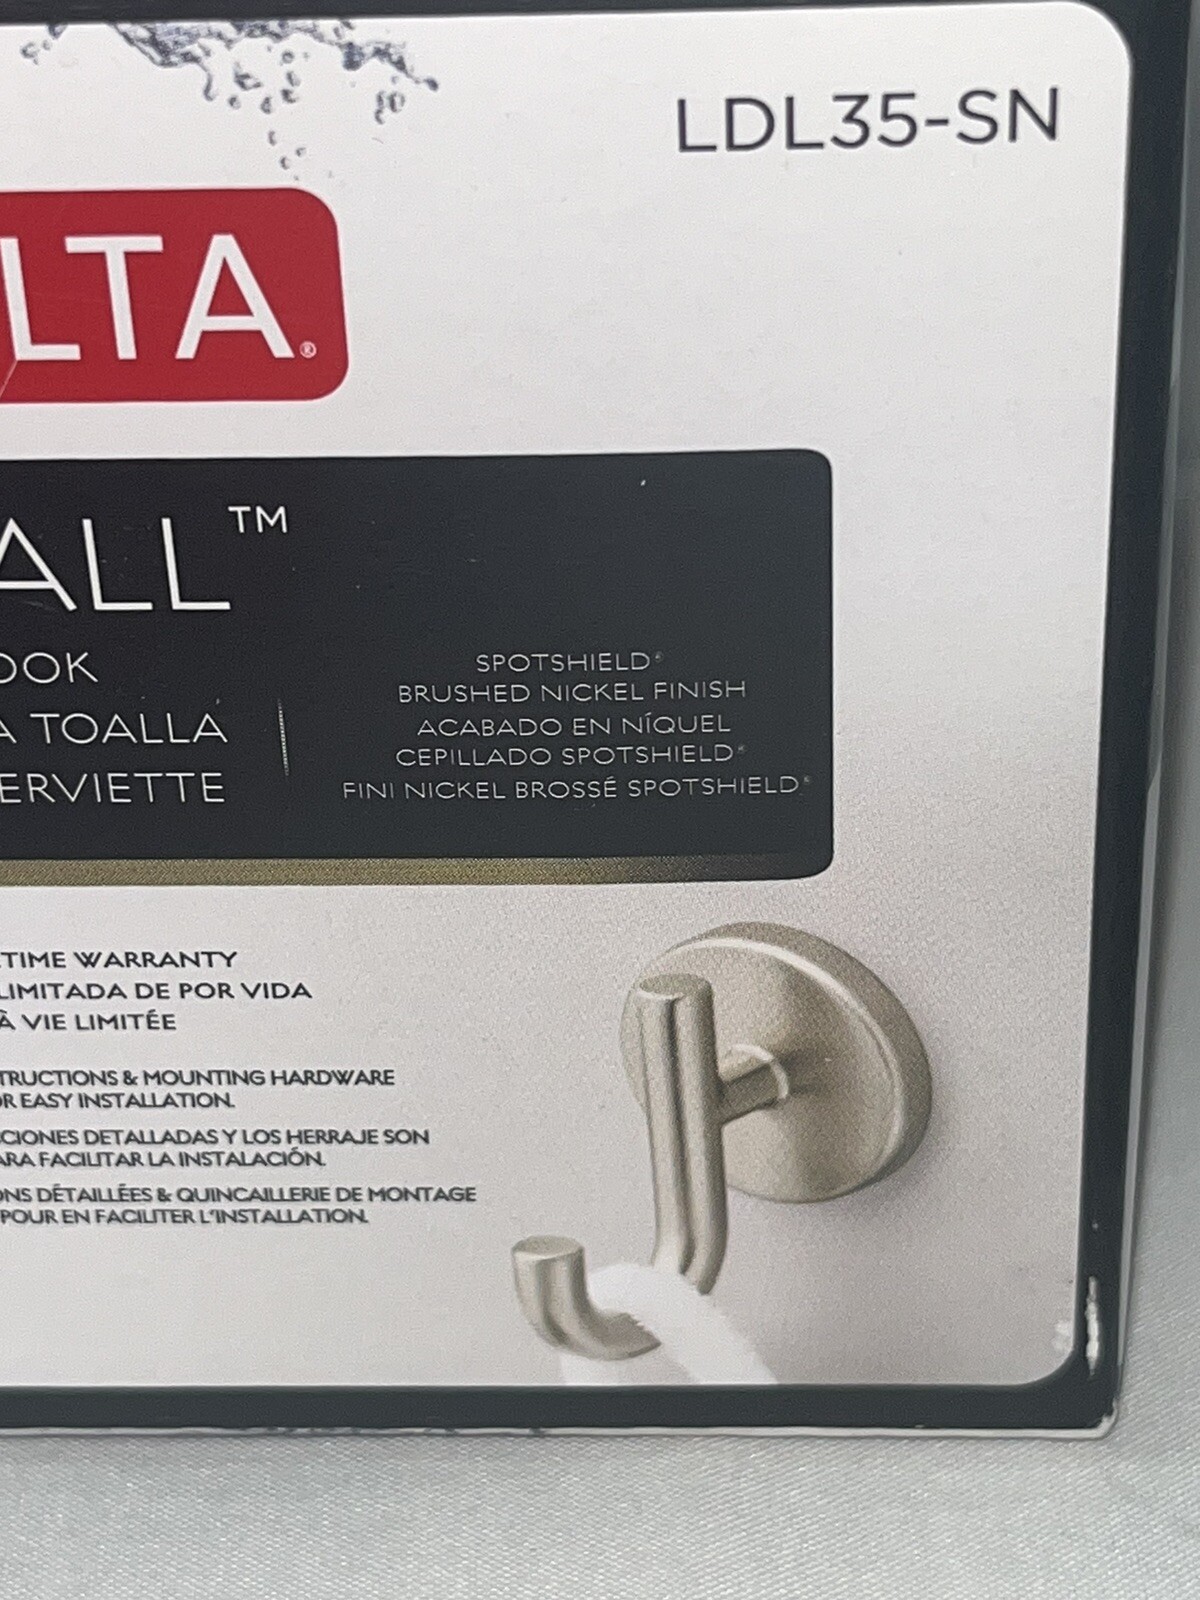 LDL35-SN
LTA®
ALL™
OOK
A TOALLA
ERVIETTE
SPOTSHIELD®
BRUSHED NICKEL FINISH
ACABADO EN NÍQUEL
CEPILLADO SPOTSHIELD®
FINI NICKEL BROSSÉ SPOTSHIELD®
TIME WARRANTY
LIMITADA DE POR VIDA
À VIE LIMITÉE
TRUCTIONS & MOUNTING HARDWARE
OR EASY INSTALLATION.
CIONES DETALLADAS Y LOS HERRAJE SON
ARA FACILITAR LA INSTALACIÓN.
ONS DÉTAILLÉES & QUINCAILLERIE DE MONTAGE
POUR EN FACILITER L'INSTALLATION.